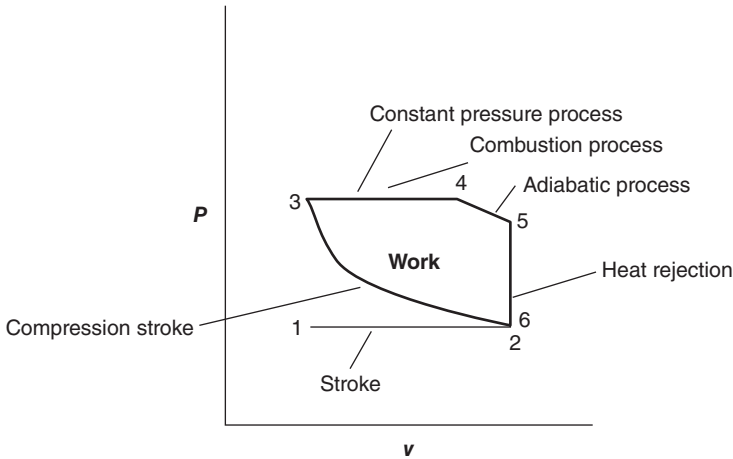 Constant pressure process
Combustion process
3
4
Adiabatic process
P
5
Work
Heat rejection
Compression stroke
1
6
2
Stroke
v